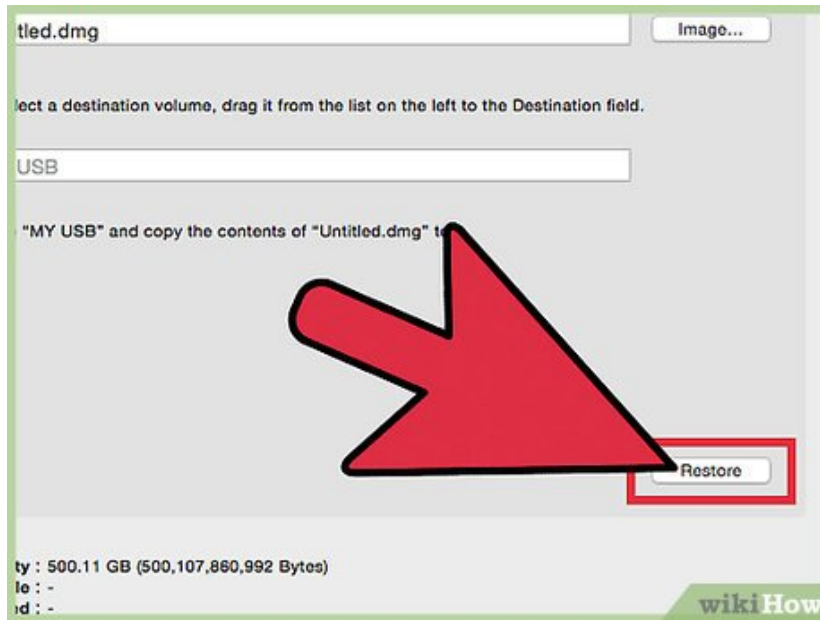 tled.dmg
Image...
lect a destination volume, drag it from the list on the left to the Destination field.
USB
"MY USB" and copy the contents of "Untitled.dmg" t
Restore
ty : 500.11 GB (500,107,860,992 Bytes)
le : -
ed : -
wikiHow